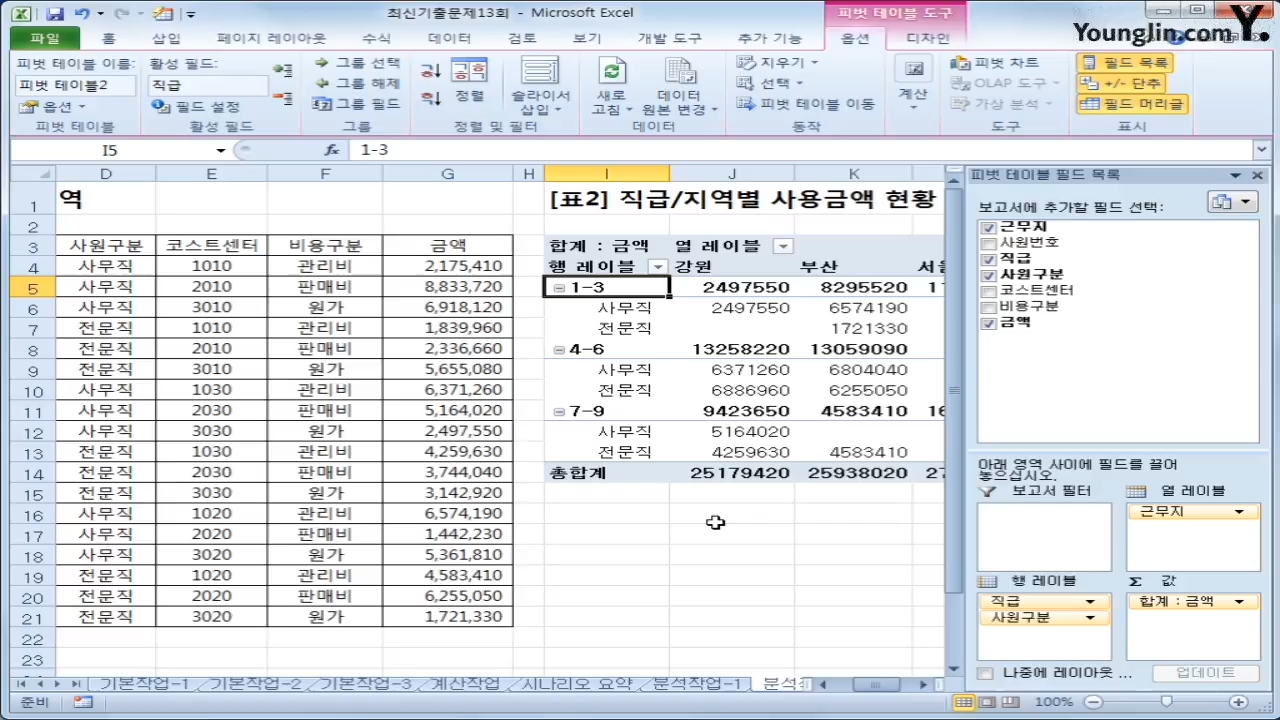 최신기출문제13회 - Microsoft Excel
피벗 테이블 도구
Younglin.com Y.
파일 홈 삽입 페이지 레이아웃 수식 데이터 검토 보기 개발 도구 추가 기능 옵션 디자인
피벗 테이블 이름:
피벗 테이블2
옵션
피벗 테이블
활성 필드:
직급
필드 설정
활성 필드
그룹 선택
그룹 해제
그룹 필드
그룹
정렬
슬라이서
삽입
정렬 및 필터
새로
고침
데이터
원본 변경
데이터
지우기
선택
피벗 테이블 이동
동작
계산
피벗 차트
OLAP 도구
가상 분석
도구
필드 목록
+/- 단추
필드 머리글
표시
I5 fx 1-3
D E F G H I J K
1 역 [표2] 직급/지역별 사용금액 현황
2
3 사원구분 코스트센터 비용구분 금액 합계 : 금액 열 레이블
4 사무직 1010 관리비 2,175,410 행 레이블 강원 부산 서울
5 사무직 2010 판매비 8,833,720 1-3 2497550 8295520 1
6 사무직 3010 원가 6,918,120 사무직 2497550 6574190
7 전문직 1010 관리비 1,839,960 전문직 1721330
8 전문직 2010 판매비 2,336,660 4-6 13258220 13059090
9 전문직 3010 원가 5,655,080 사무직 6371260 6804040
10 사무직 1030 관리비 6,371,260 전문직 6886960 6255050
11 사무직 2030 판매비 5,164,020 7-9 9423650 4583410 16
12 사무직 3030 원가 2,497,550 사무직 5164020
13 전문직 1030 관리비 4,259,630 전문직 4259630 4583410
14 전문직 2030 판매비 3,744,040 총합계 25179420 25938020 27
15 전문직 3030 원가 3,142,920
16 사무직 1020 관리비 6,574,190
17 사무직 2020 판매비 1,442,230
18 사무직 3020 원가 5,361,810
19 전문직 1020 관리비 4,583,410
20 전문직 2020 판매비 6,255,050
21 전문직 3020 원가 1,721,330
22
23
피벗 테이블 필드 목록
보고서에 추가할 필드 선택:
근무지
사원번호
직급
사원구분
코스트센터
비용구분
금액
아래 영역 사이에 필드를 끌어
놓으십시오.
보고서 필터 열 레이블
근무지
행 레이블 Σ 값
직급 합계 : 금액
사원구분
나중에 레이아웃 ... 업데이트
기본작업-1 기본작업-2 기본작업-3 계산작업 시나리오 요약 분석작업-1
준비 100%